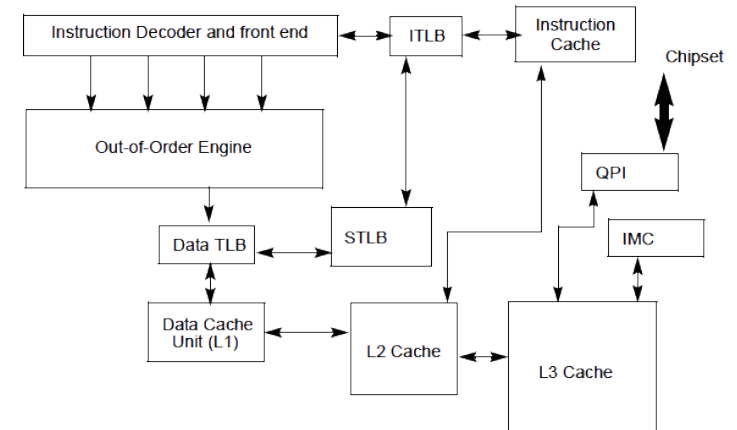 Instruction Decoder and front end
ITLB
Instruction
Cache
Chipset
Out-of-Order Engine
QPI
Data TLB
STLB
IMC
Data Cache
Unit (L1)
L2 Cache
L3 Cache